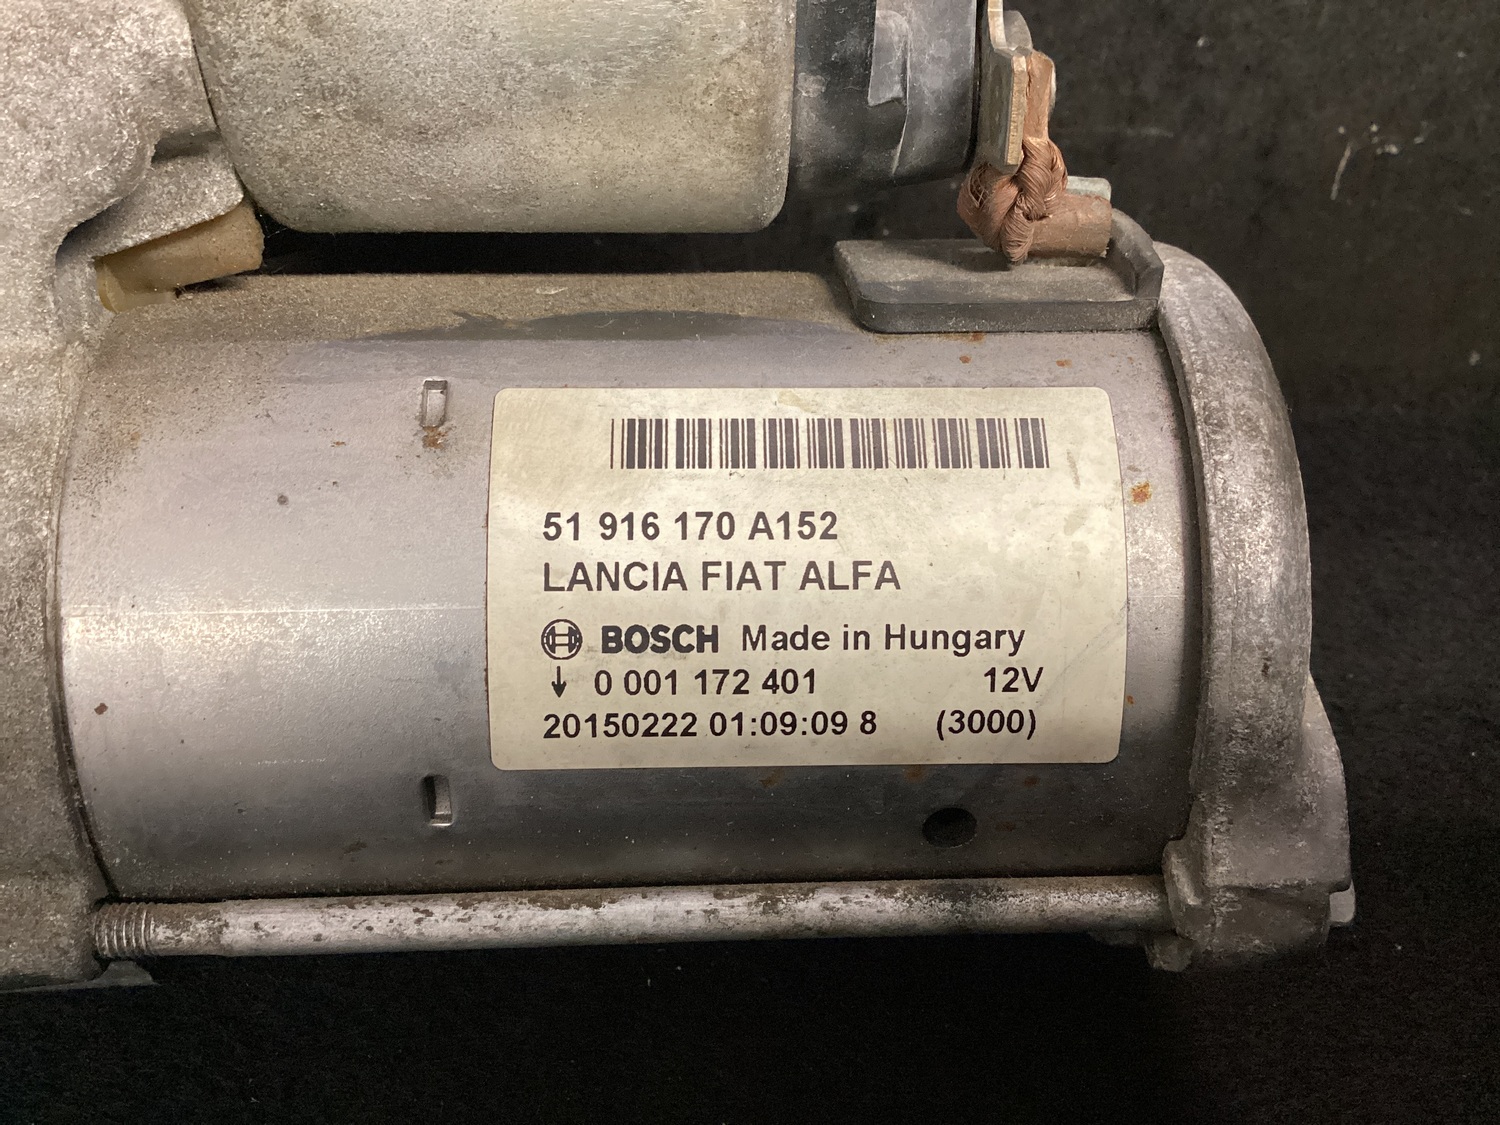 51 916 170 A152
LANCIA FIAT ALFA
BOSCH Made in Hungary
↓ 0 001 172 401 12V
20150222 01:09:09 8 (3000)